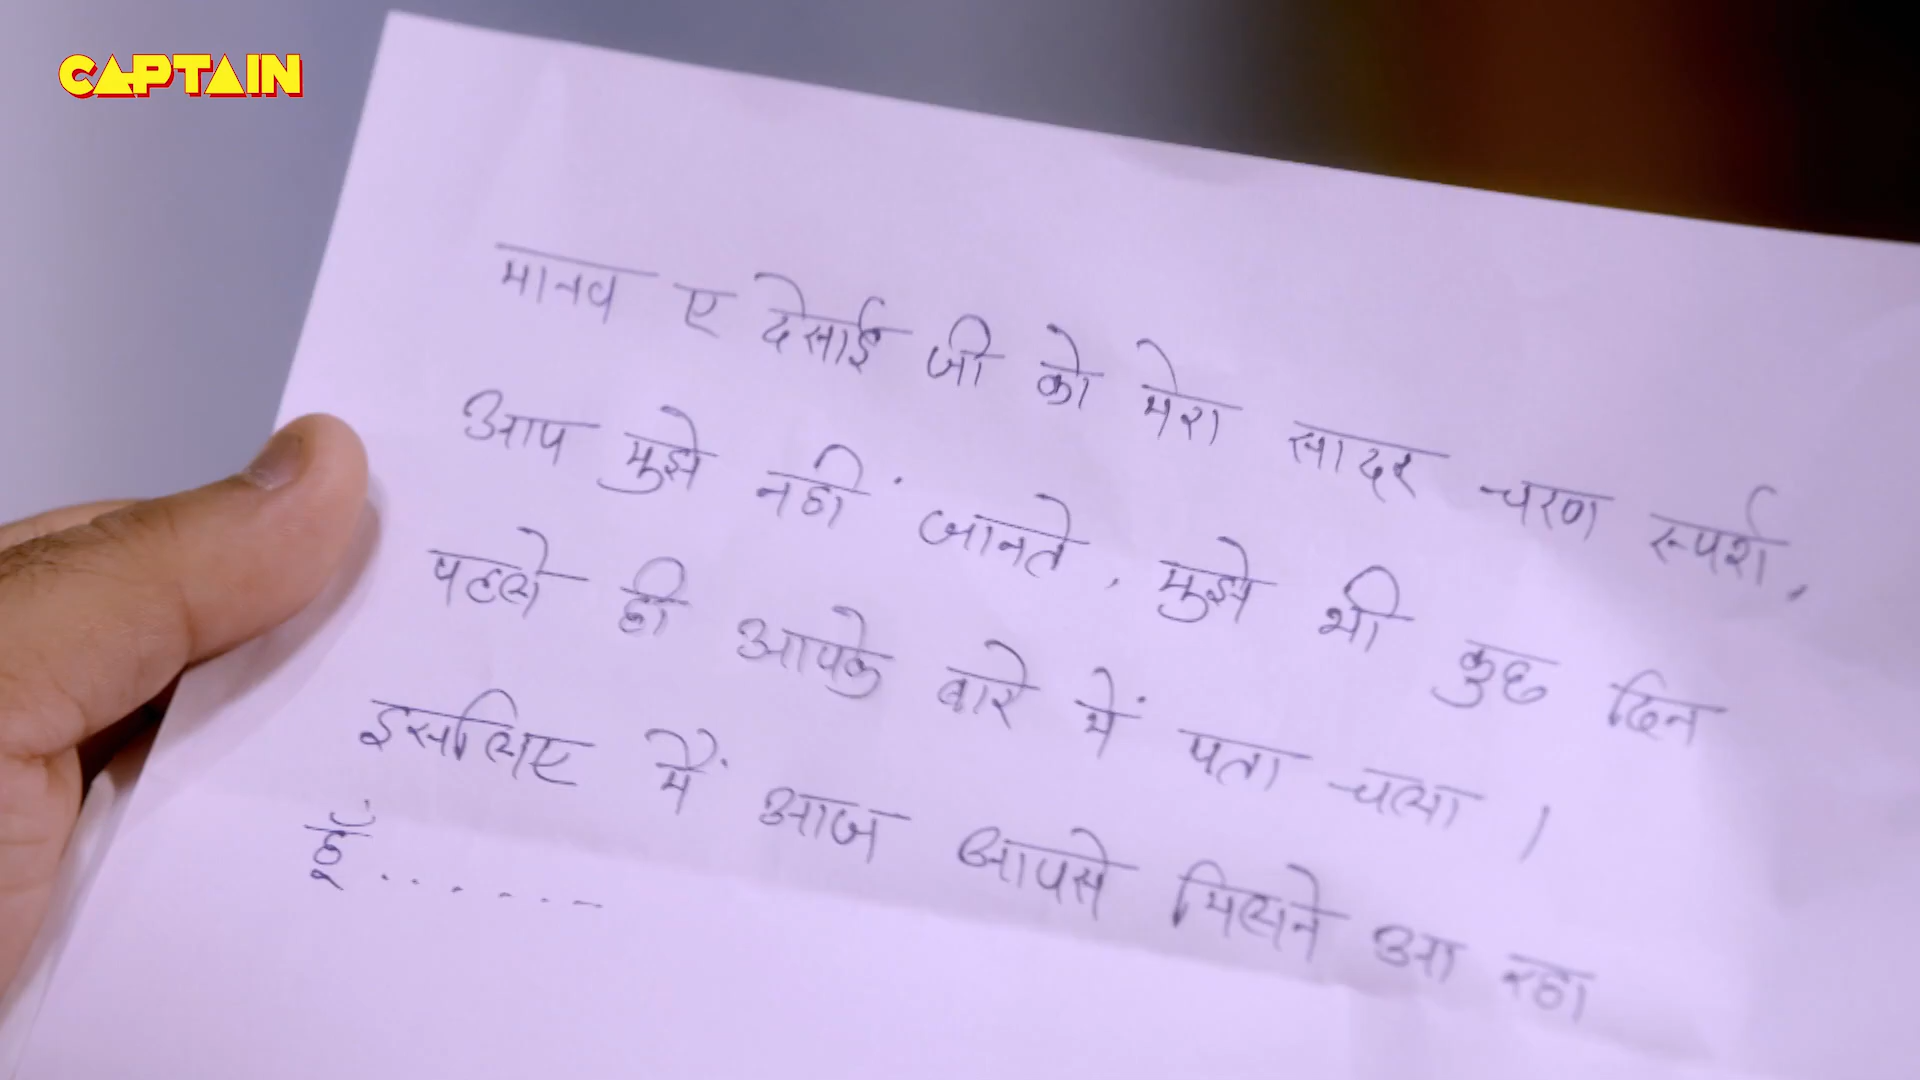 CAPTAIN
मानव ए देसाई जी को मेरा सादर चरण स्पर्श,
आप मुझे नहीं जानते, मुझे भी कुछ दिन
पहले ही आपके बारे में पता चला ।
इसलिए मैं आज आपसे मिलने आ रहा
हूँ.......